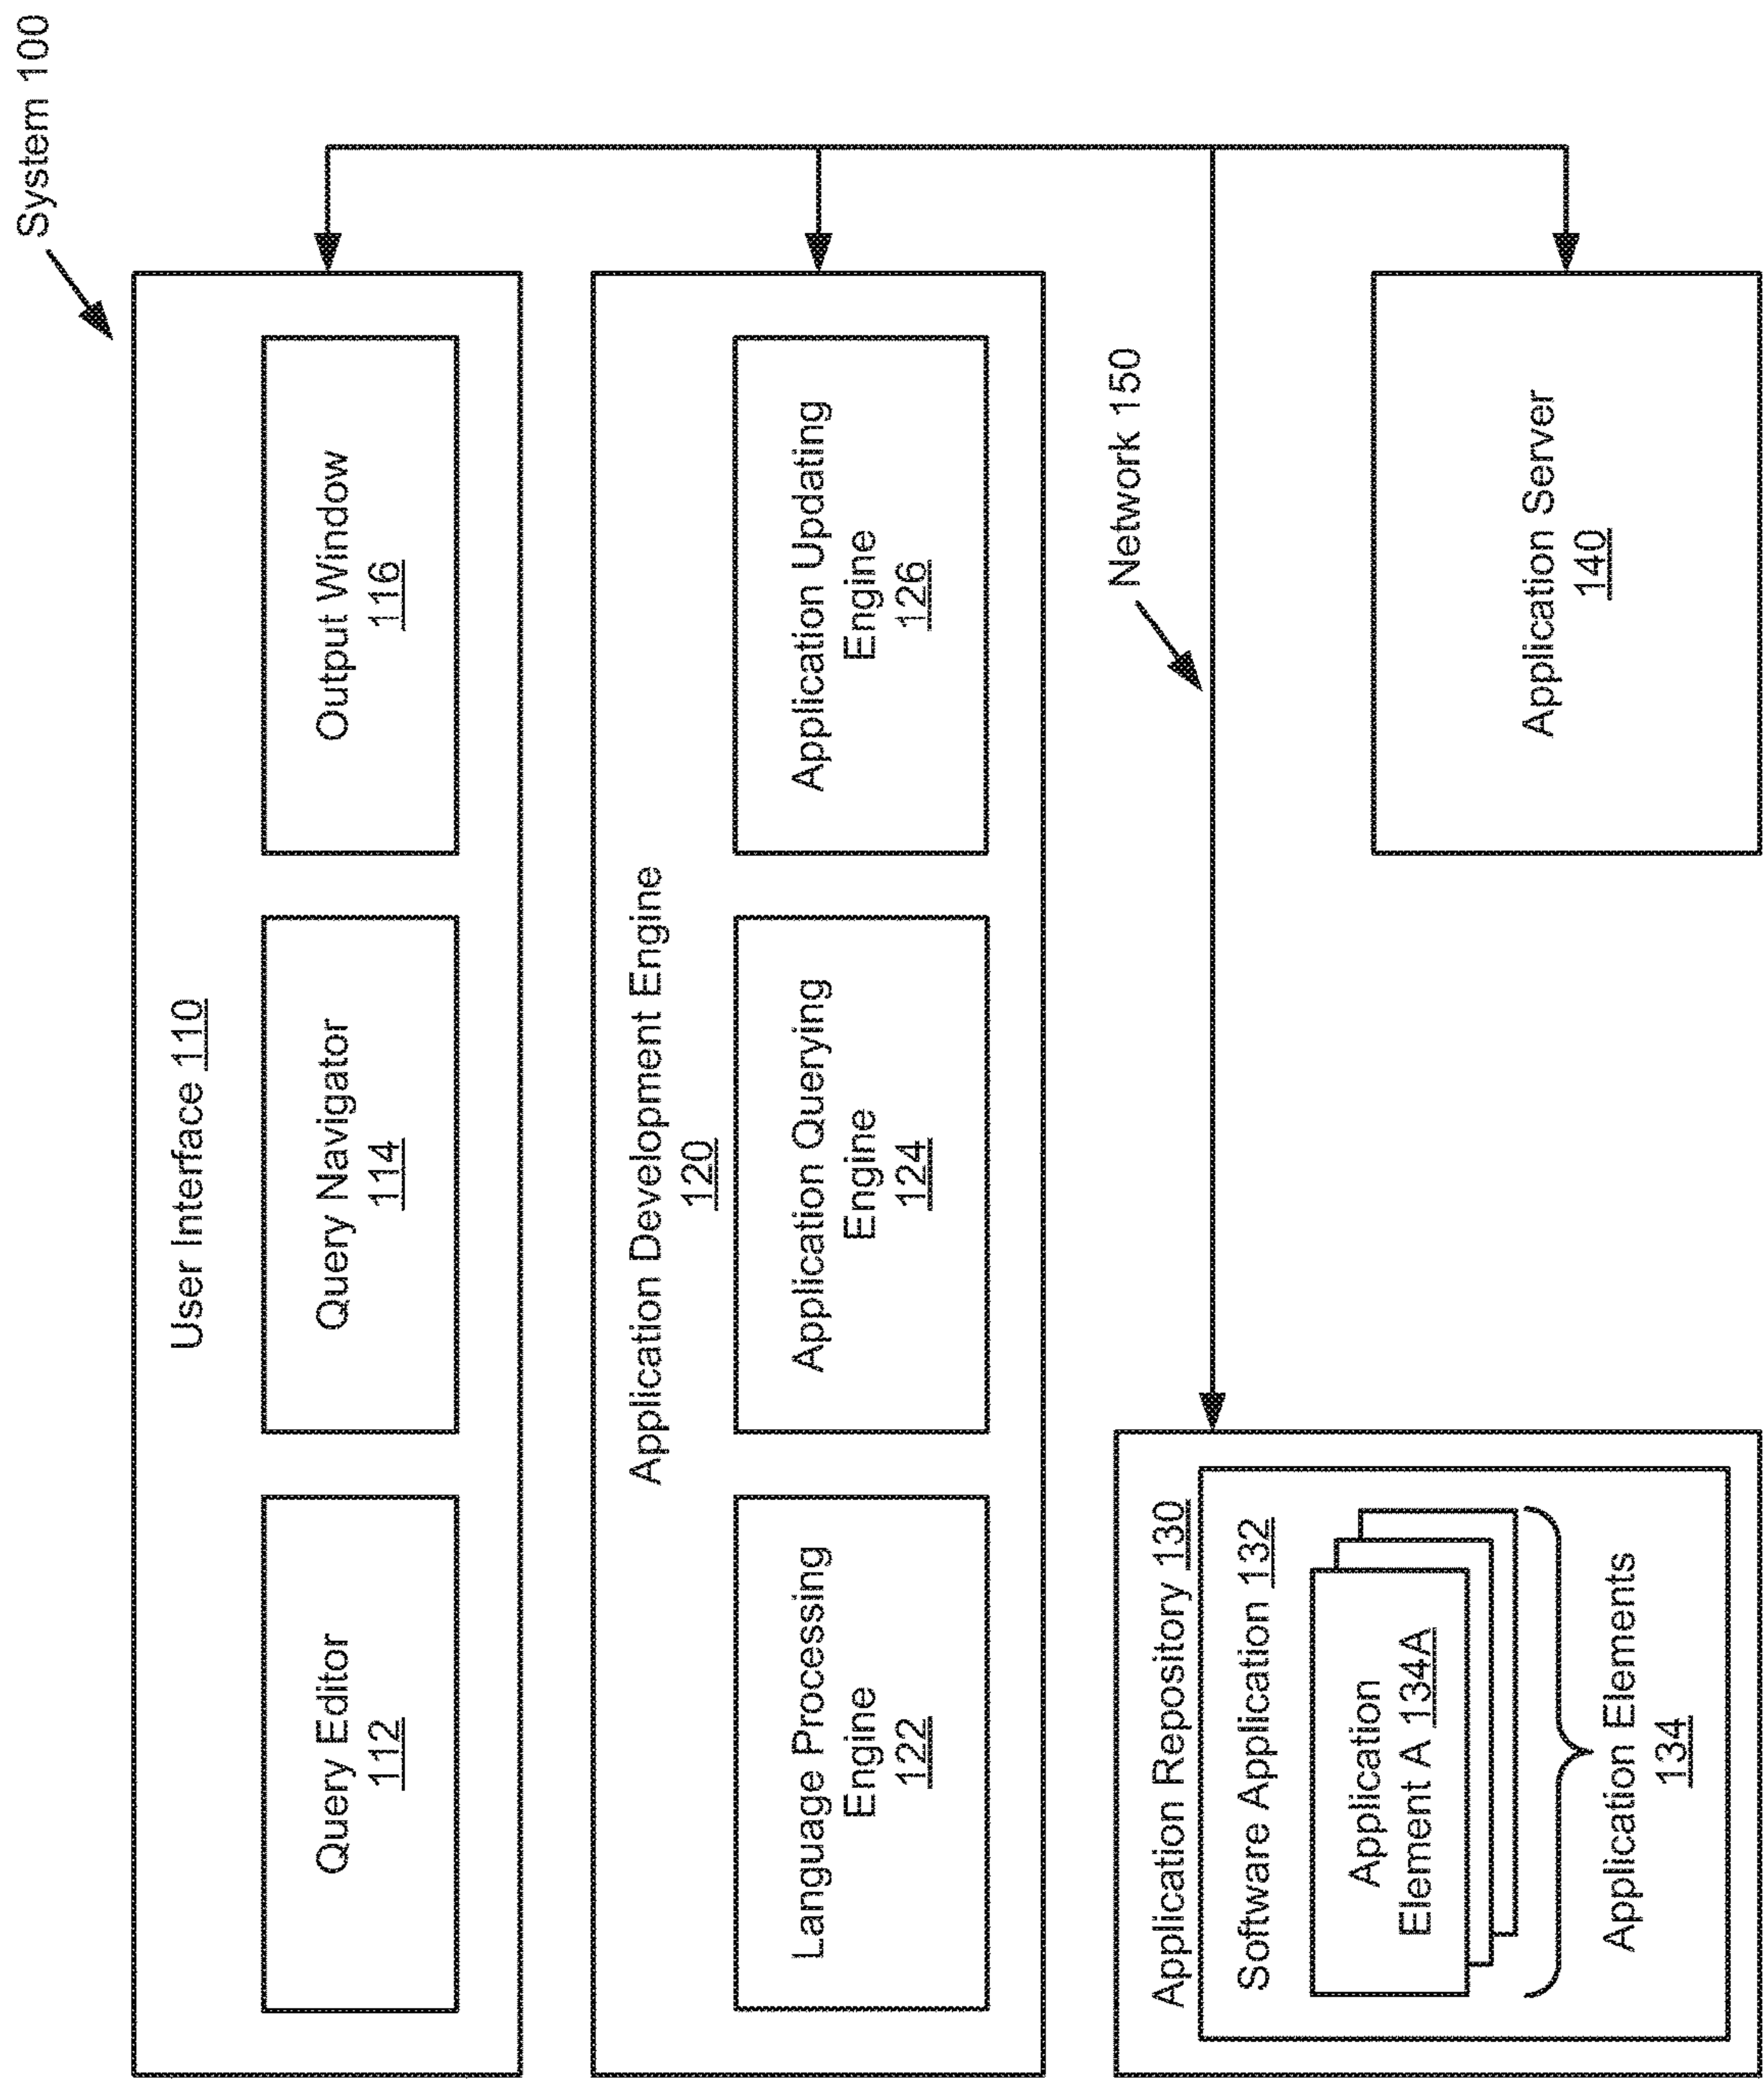 System 100
User Interface 110
Query Editor
112
Query Navigator
114
Output Window
116
Application Development Engine
120
Language Processing
Engine
122
Application Querying
Engine
124
Application Updating
Engine
126
Network 150
Application Repository 130
Software Application 132
Application
Element A 134A
Application Elements
134
Application Server
140